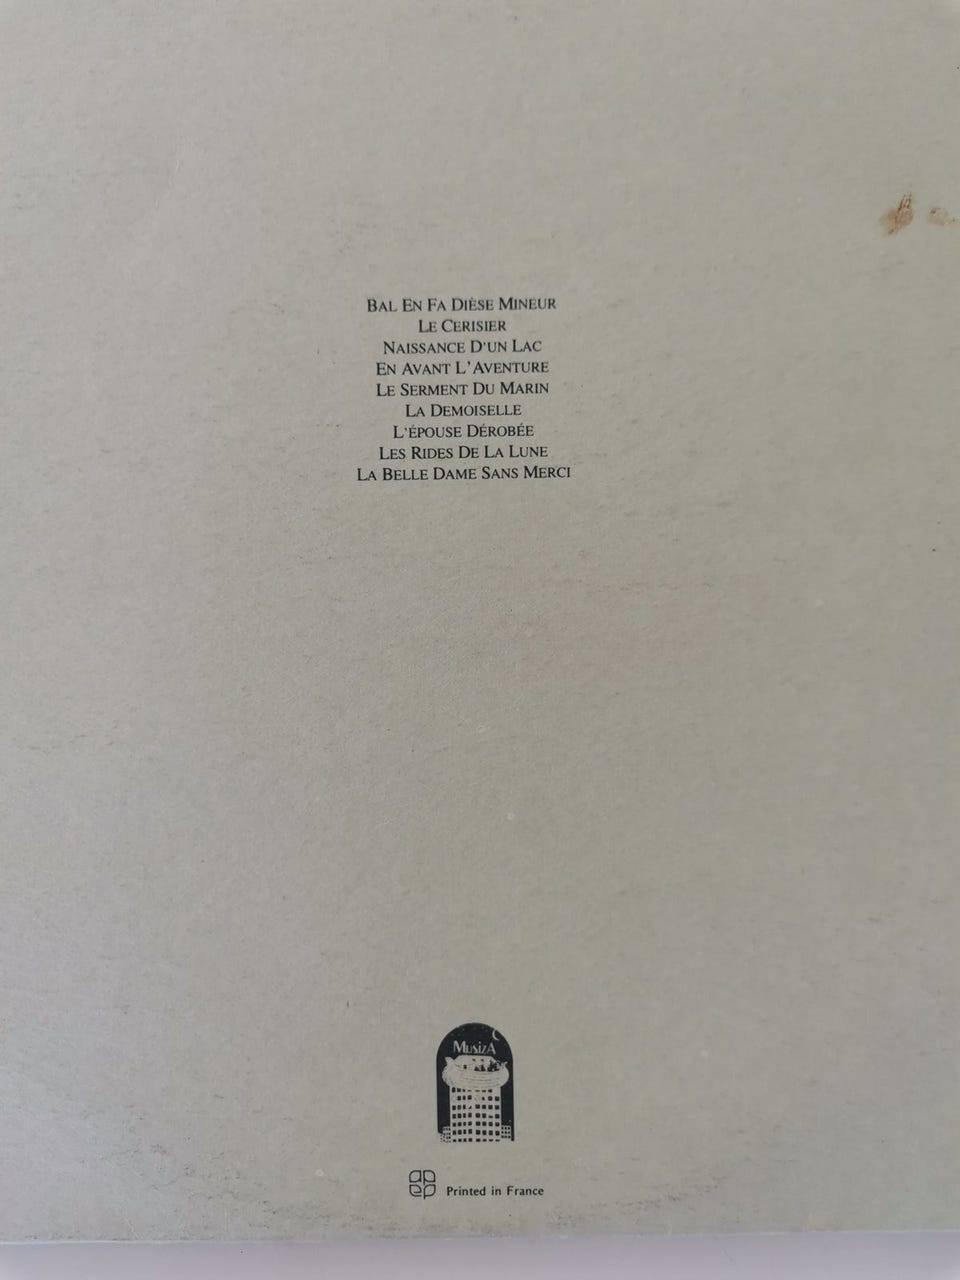 BAL EN FA DIÈSE MINEUR
LE CERISIER
NAISSANCE D'UN LAC
EN AVANT L'AVENTURE
LE SERMENT DU MARIN
LA DEMOISELLE
L'ÉPOUSE DÉROBÉE
LES RIDES DE LA LUNE
LA BELLE DAME SANS MERCI
MUSIZA
apep Printed in France